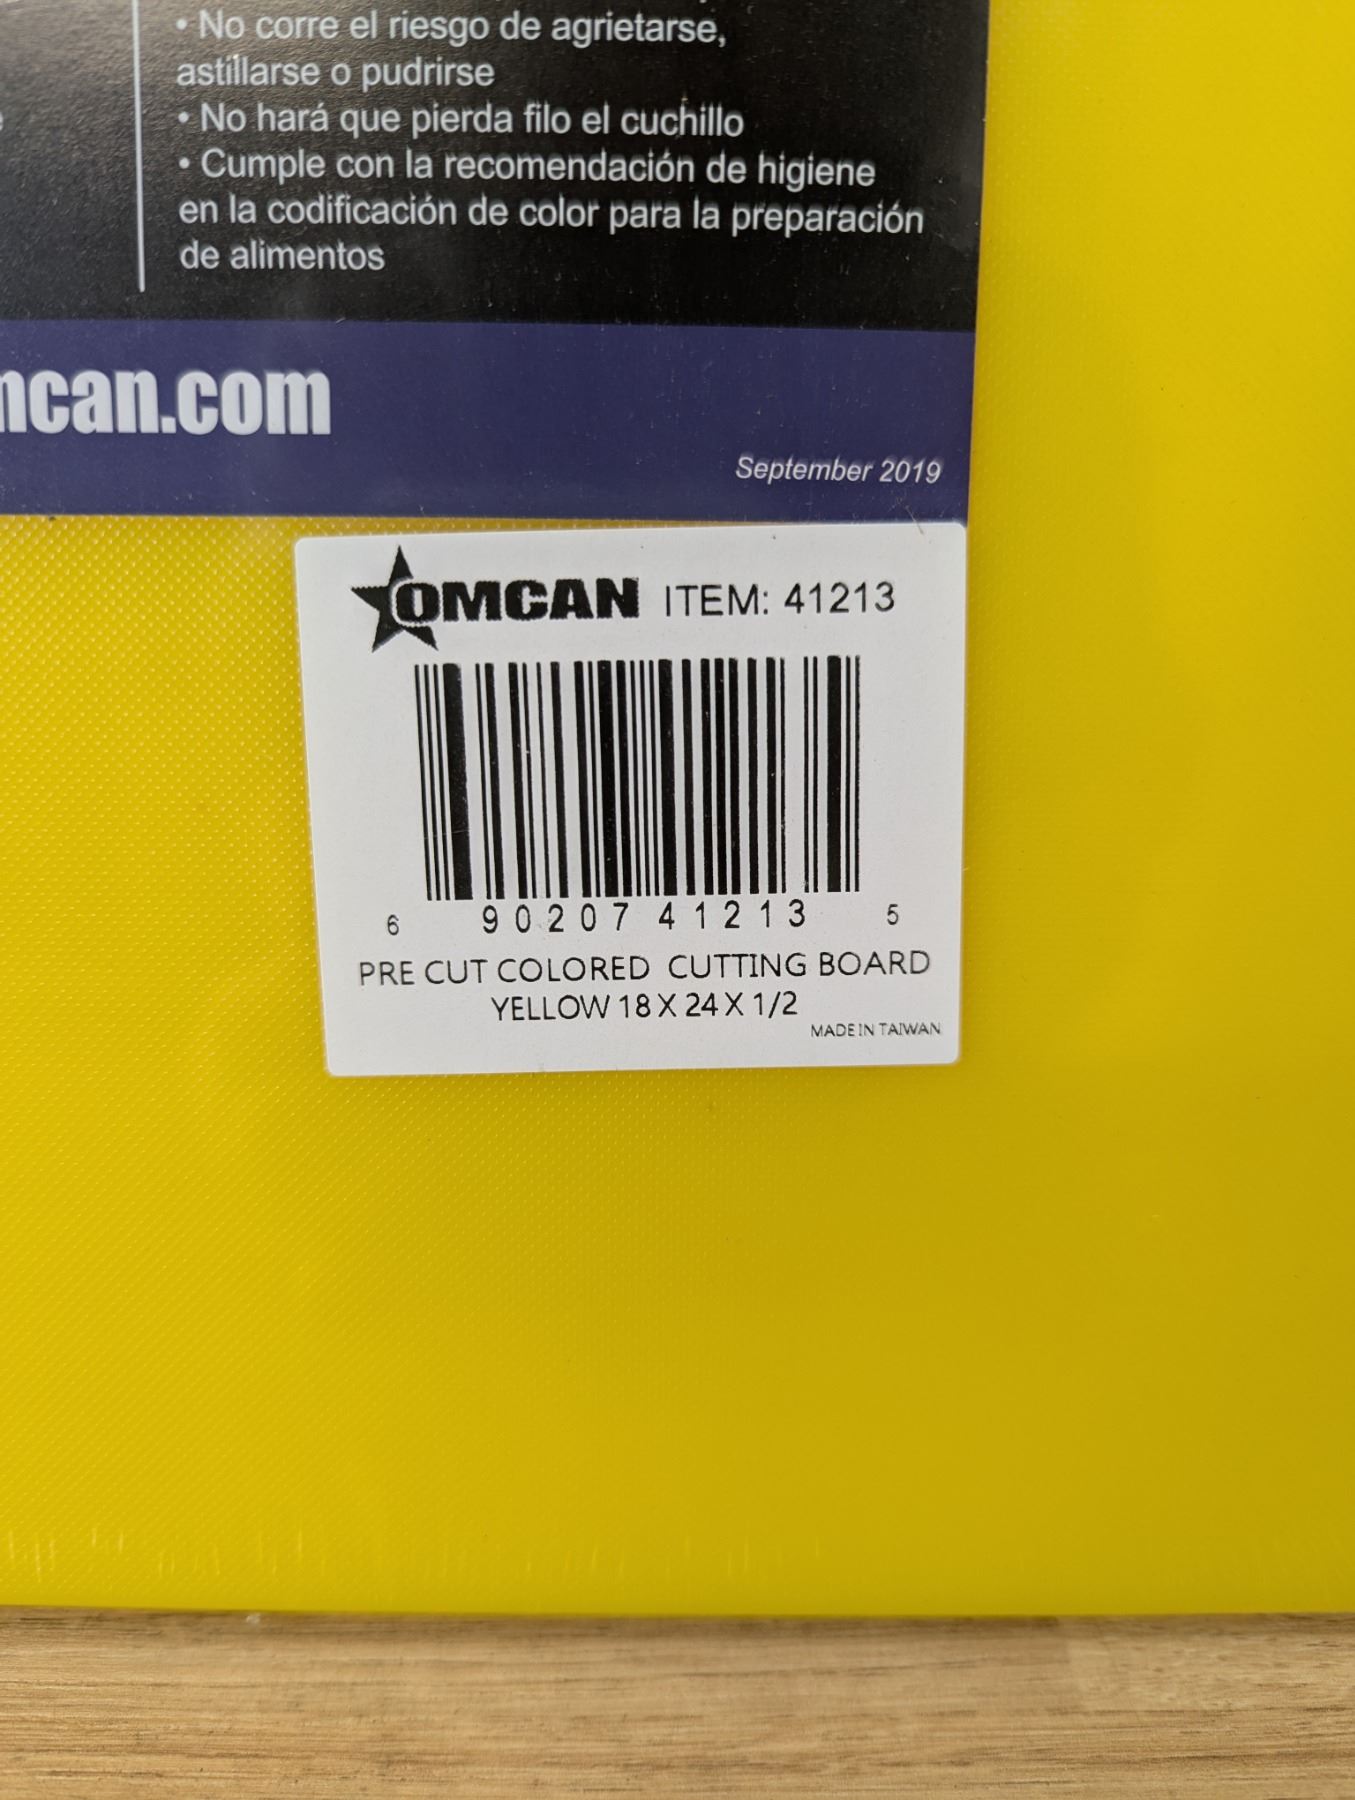 • No corre el riesgo de agrietarse,
astillarse o pudrirse
• No hará que pierda filo el cuchillo
• Cumple con la recomendación de higiene
en la codificación de color para la preparación
de alimentos
mcan.com
September 2019
OMCAN ITEM: 41213
6 90207 41213 5
PRE CUT COLORED CUTTING BOARD
YELLOW 18 X 24 X 1/2
MADE IN TAIWAN